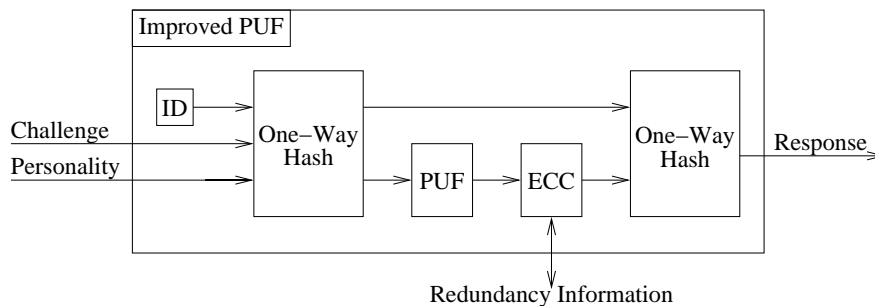 Improved PUF
ID
Challenge
Personality
One−Way
Hash
PUF
ECC
One−Way
Hash
Response
Redundancy Information